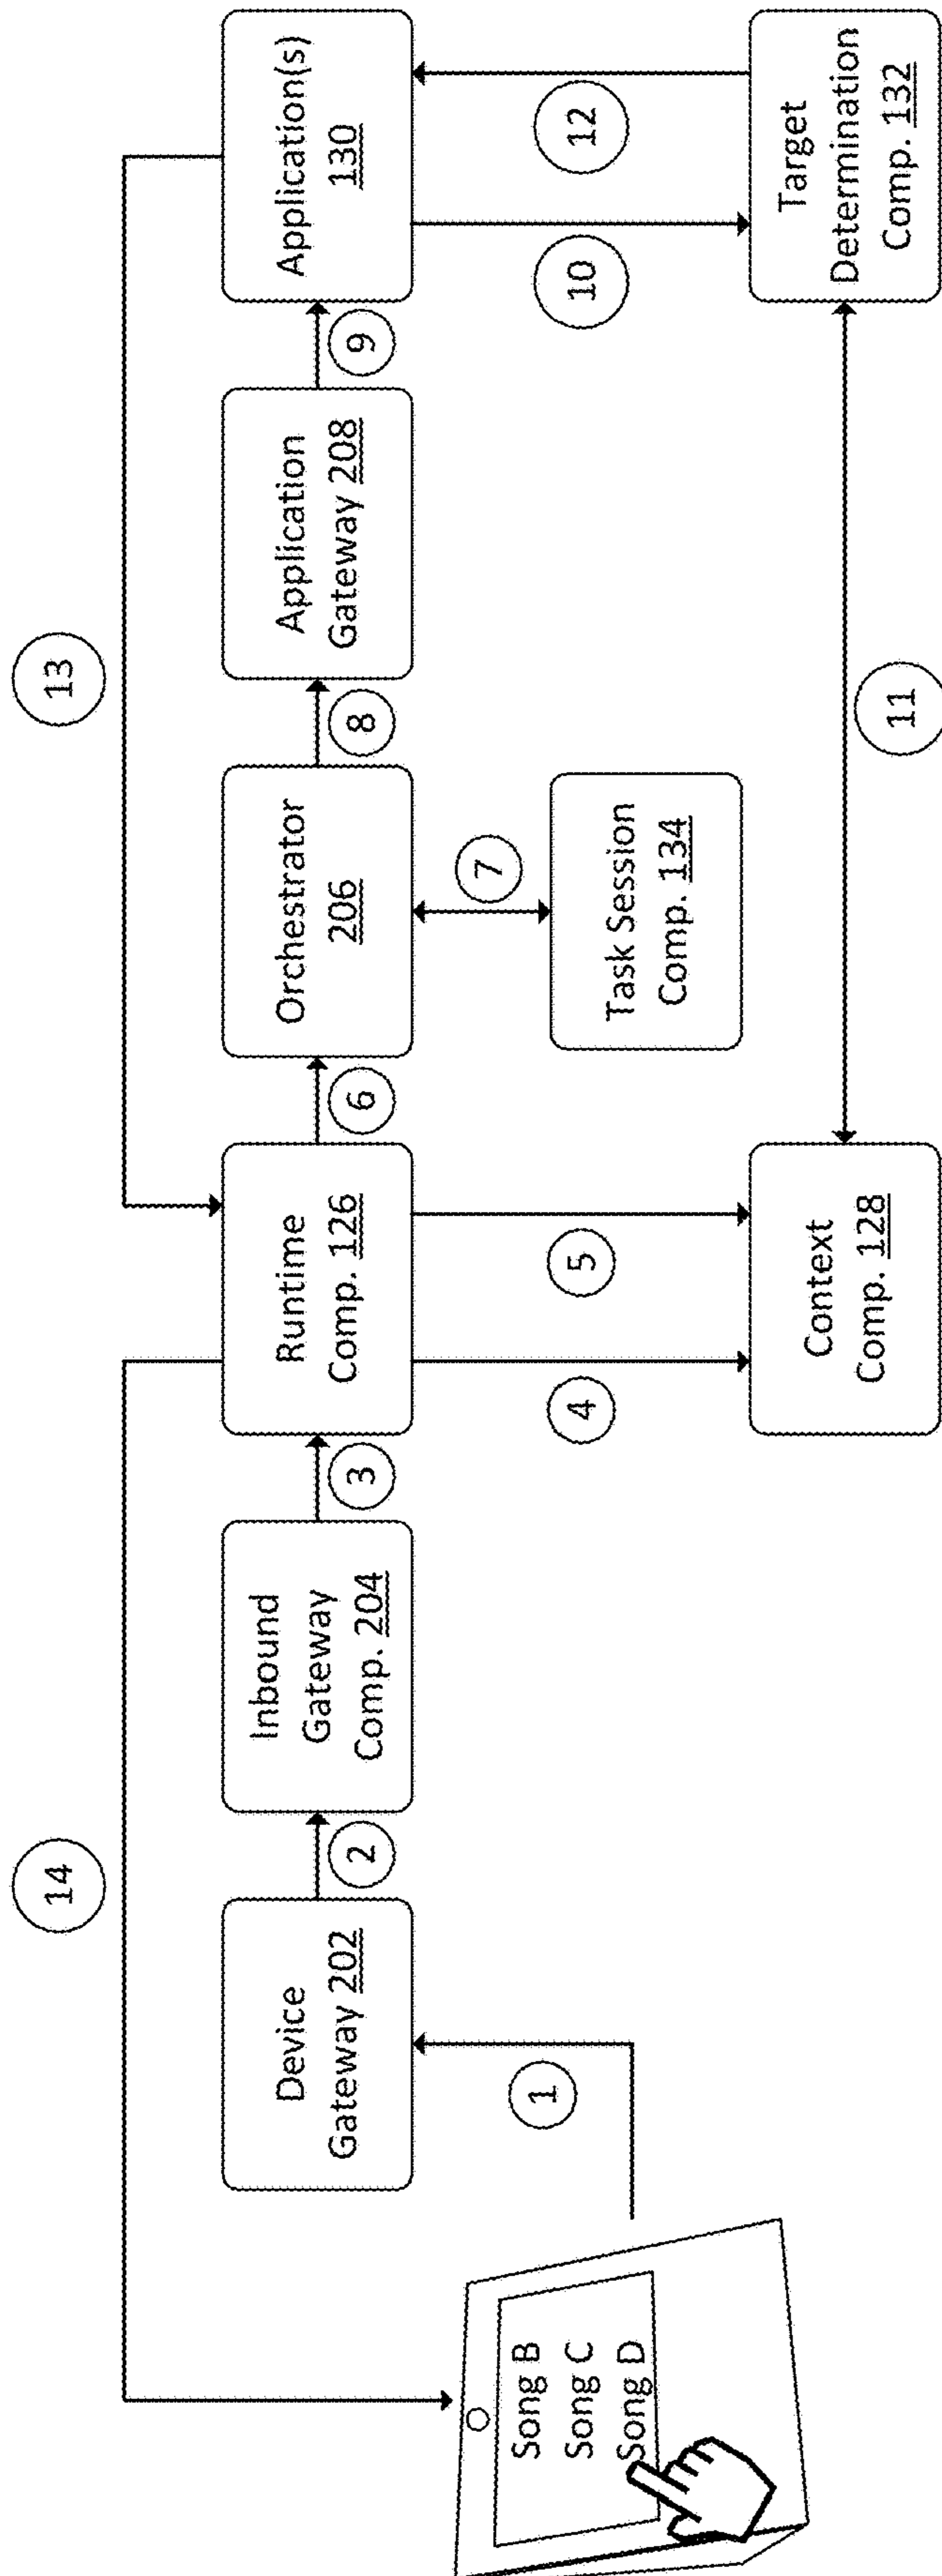 14
13
Device
Gateway 202
2
Inbound
Gateway
Comp. 204
3
Runtime
Comp. 126
6
Orchestrator
206
8
Application
Gateway 208
9
Application(s)
130
1
4
5
7
10
12
Song B
Song C
Song D
Task Session
Comp. 134
Context
Comp. 128
11
Target
Determination
Comp. 132